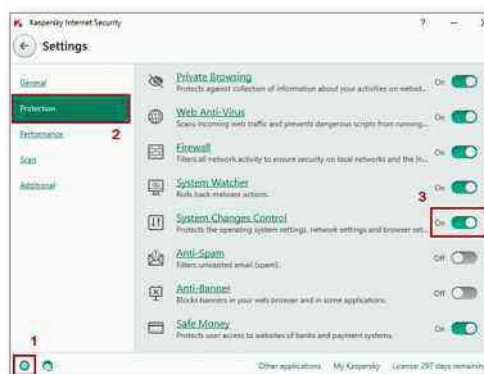 Kaspersky Internet Security
?
Settings
General
Protection
2
Performance
Scan
Additional
Private Browsing
On
Protects against collection of information about your activities on websit...
Web Anti-Virus
On
Scans incoming web traffic and prevents dangerous scripts from running...
Firewall
On
Filters all network activity to ensure security on local networks and the In...
System Watcher
On
Rolls back malware actions.
3
System Changes Control
On
Protects the operating system settings, network settings and browser set...
Anti-Spam
Off
Filters unwanted email (spam).
Anti-Banner
Off
Blocks banners in your web browser and in some applications.
Safe Money
On
Protects user access to websites of banks and payment systems.
1
Other applications My Kaspersky License: 297 days remaining